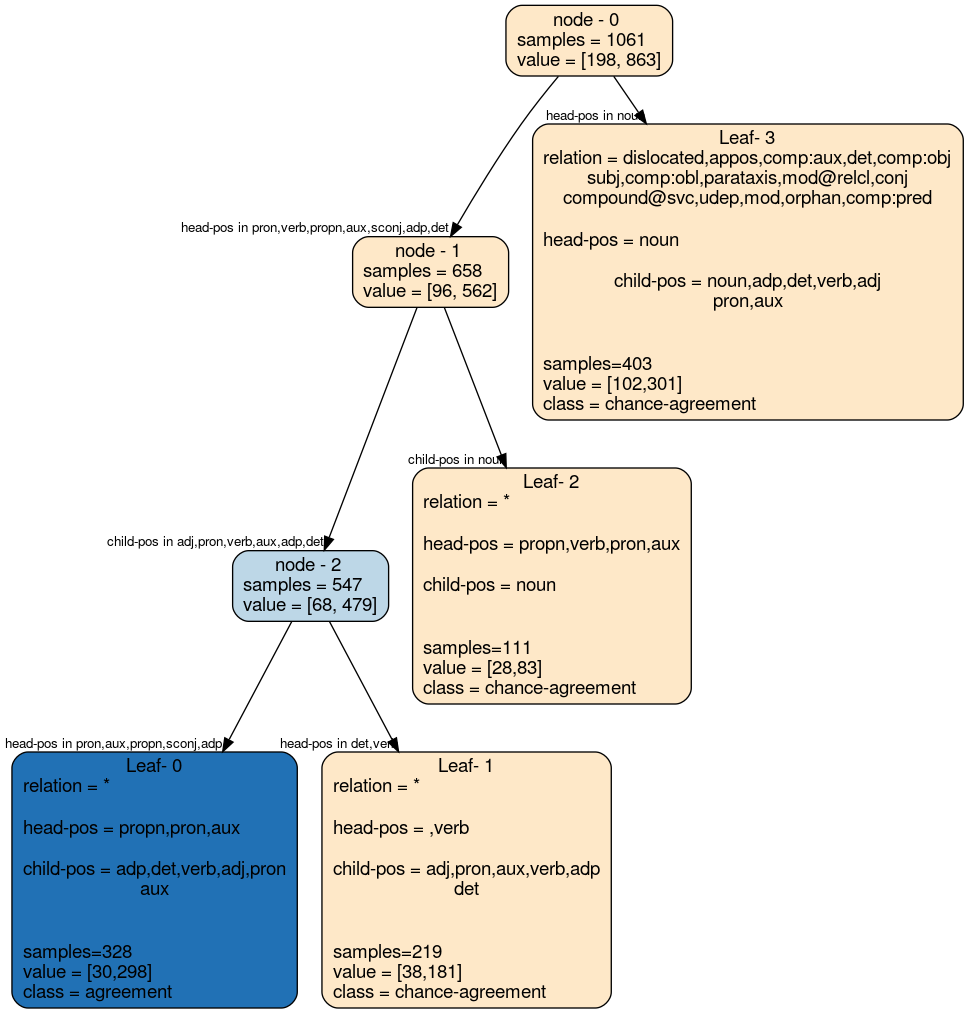 node - 0
samples = 1061
value = [198, 863]
head-pos in noun
Leaf- 3
relation = dislocated,appos,comp:aux,det,comp:obj
subj,comp:obl,parataxis,mod@relcl,conj
compound@svc,udep,mod,orphan,comp:pred
head-pos = noun
child-pos = noun,adp,det,verb,adj
pron,aux
samples=403
value = [102,301]
class = chance-agreement
head-pos in pron,verb,propn,aux,sconj,adp,det
node - 1
samples = 658
value = [96, 562]
child-pos in noun
Leaf- 2
relation = *
head-pos = propn,verb,pron,aux
child-pos = noun
samples=111
value = [28,83]
class = chance-agreement
child-pos in adj,pron,verb,aux,adp,det
node - 2
samples = 547
value = [68, 479]
head-pos in pron,aux,propn,sconj,adp
Leaf- 0
relation = *
head-pos = propn,pron,aux
child-pos = adp,det,verb,adj,pron
aux
samples=328
value = [30,298]
class = agreement
head-pos in det,verb
Leaf- 1
relation = *
head-pos = ,verb
child-pos = adj,pron,aux,verb,adp
det
samples=219
value = [38,181]
class = chance-agreement